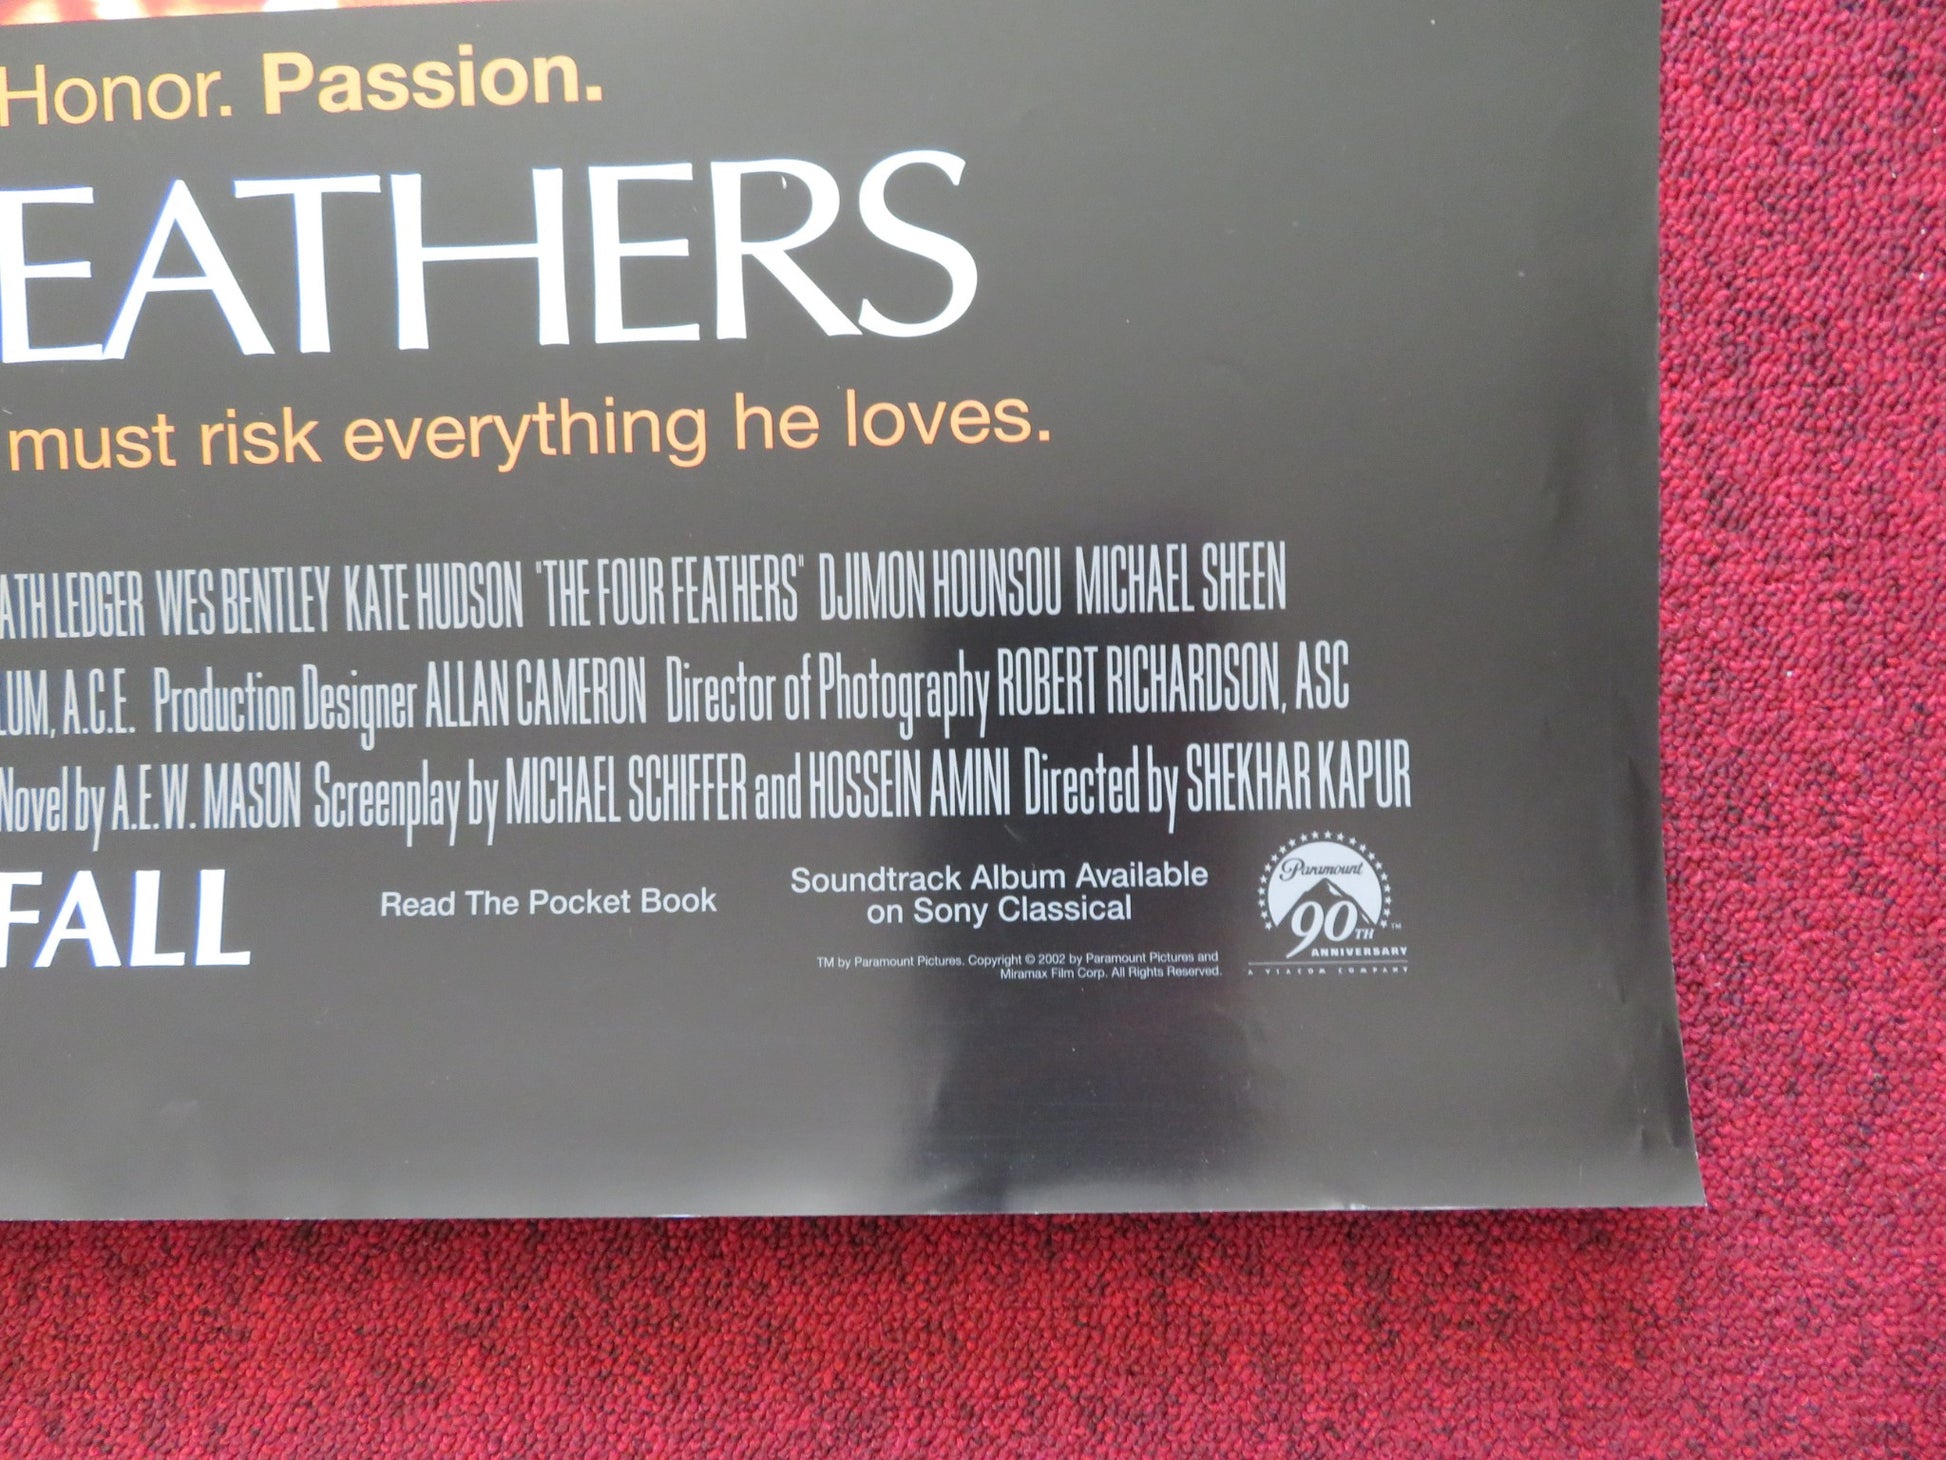 Honor. Passion.
EATHERS
must risk everything he loves.
ATH LEDGER WES BENTLEY KATE HUDSON "THE FOUR FEATHERS" DJIMON HOUNSOU MICHAEL SHEEN
LUM, A.C.E. Production Designer ALLAN CAMERON Director of Photography ROBERT RICHARDSON, ASC
Novel by A.E.W. MASON Screenplay by MICHAEL SCHIFFER and HOSSEIN AMINI Directed by SHEKHAR KAPUR
FALL
Read The Pocket Book
Soundtrack Album Available
on Sony Classical
TM by Paramount Pictures. Copyright © 2002 by Paramount Pictures and
Miramax Film Corp. All Rights Reserved.
Paramount
90TH
ANNIVERSARY
TM
A VIACOM COMPANY